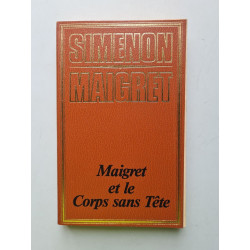 SIMENON
MAIGRET
Maigret
et le
Corps sans Tête